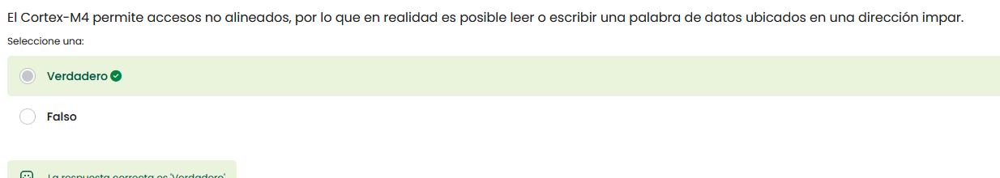 El Cortex-M4 permite accesos no alineados, por lo que en realidad es posible leer o escribir una palabra de datos ubicados en una dirección impar.
Seleccione una:
Verdadero
Falso
La respuesta correcta es 'Verdadero'